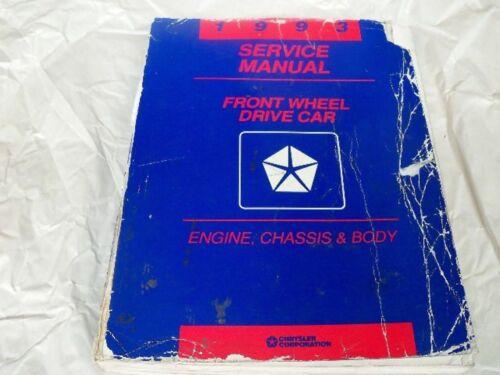 1993
SERVICE
MANUAL
FRONT WHEEL
DRIVE CAR
ENGINE, CHASSIS & BODY
CHRYSLER
CORPORATION